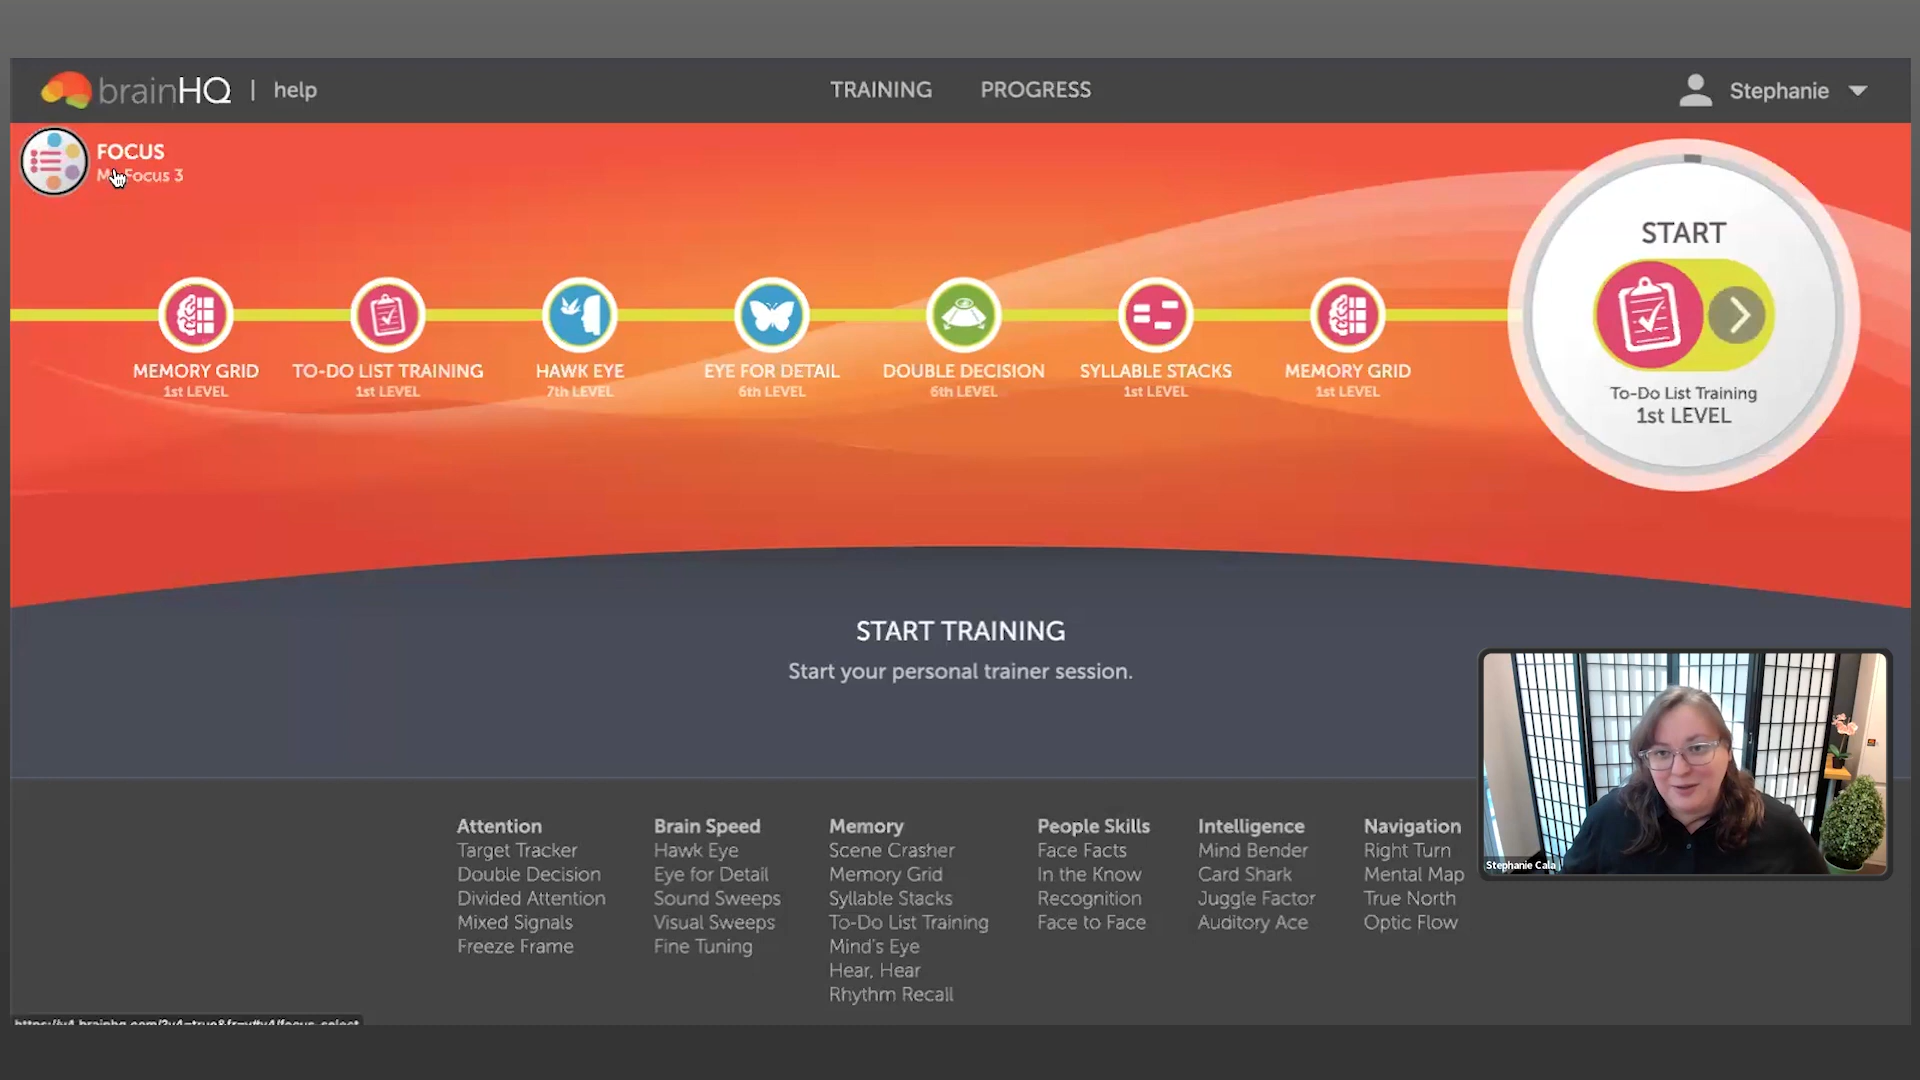 brainHQ | help
TRAINING
PROGRESS
Stephanie
FOCUS
My Focus 3
MEMORY GRID
1st LEVEL
TO-DO LIST TRAINING
1st LEVEL
HAWK EYE
7th LEVEL
EYE FOR DETAIL
6th LEVEL
DOUBLE DECISION
6th LEVEL
SYLLABLE STACKS
1st LEVEL
MEMORY GRID
1st LEVEL
START
To-Do List Training
1st LEVEL
START TRAINING
Start your personal trainer session.
Attention
Target Tracker
Double Decision
Divided Attention
Mixed Signals
Freeze Frame
Brain Speed
Hawk Eye
Eye for Detail
Sound Sweeps
Visual Sweeps
Fine Tuning
Memory
Scene Crasher
Memory Grid
Syllable Stacks
To-Do List Training
Mind's Eye
Hear, Hear
Rhythm Recall
People Skills
Face Facts
In the Know
Recognition
Face to Face
Intelligence
Mind Bender
Card Shark
Juggle Factor
Auditory Ace
Navigation
Right Turn
Mental Map
True North
Optic Flow
Stephanie Cala